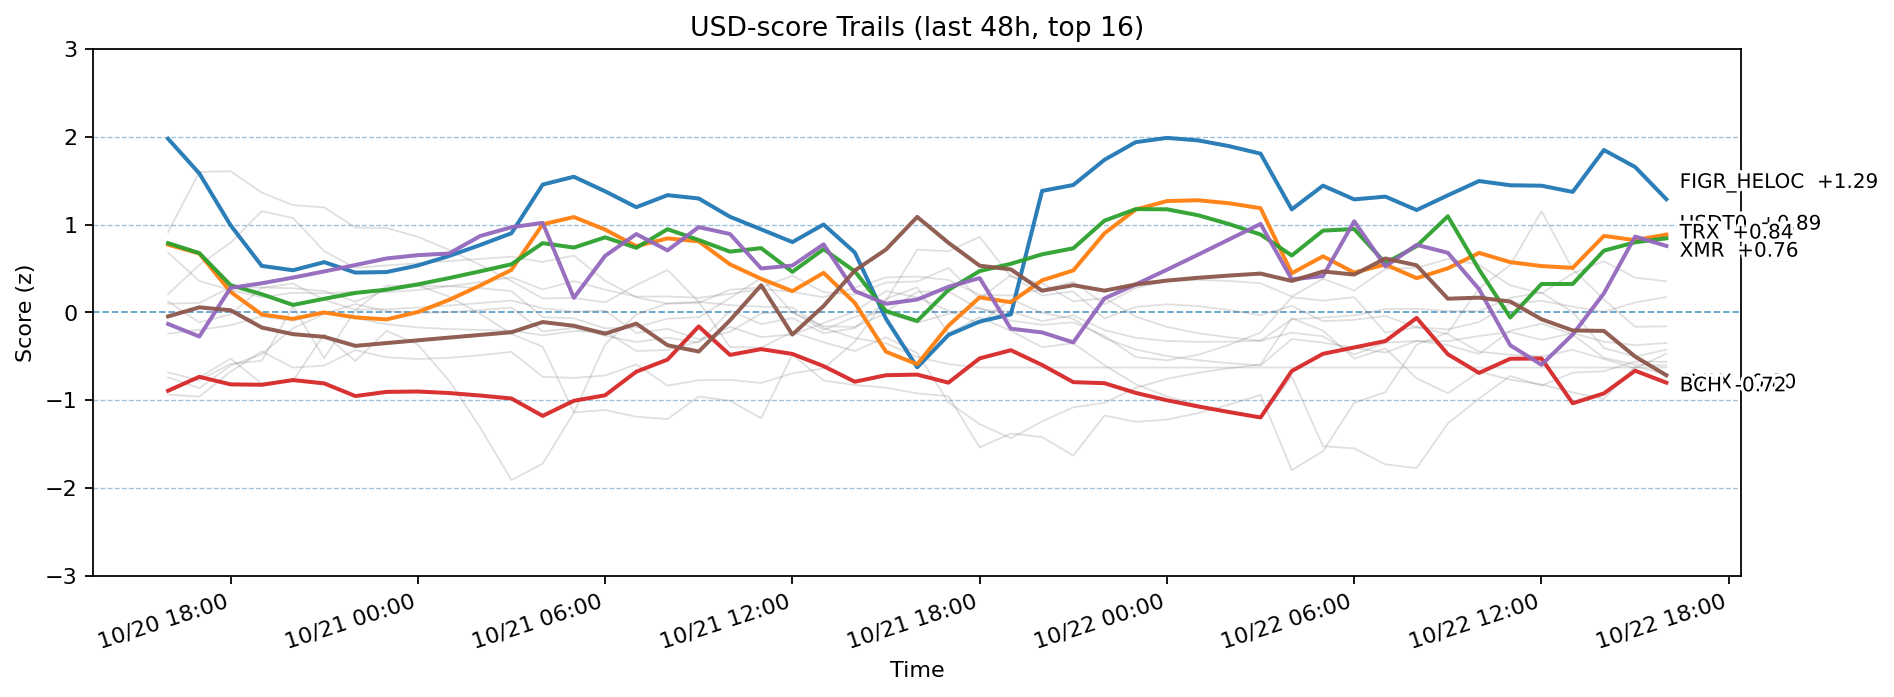 USD-score Trails (last 48h, top 16)
Score (z)
3
2
1
0
−1
−2
−3
FIGR_HELOC +1.29
USDT0 +0.89
TRX +0.84
XMR +0.76
BCH -0.72
10/20 18:00
10/21 00:00
10/21 06:00
10/21 12:00
10/21 18:00
10/22 00:00
10/22 06:00
10/22 12:00
10/22 18:00
Time